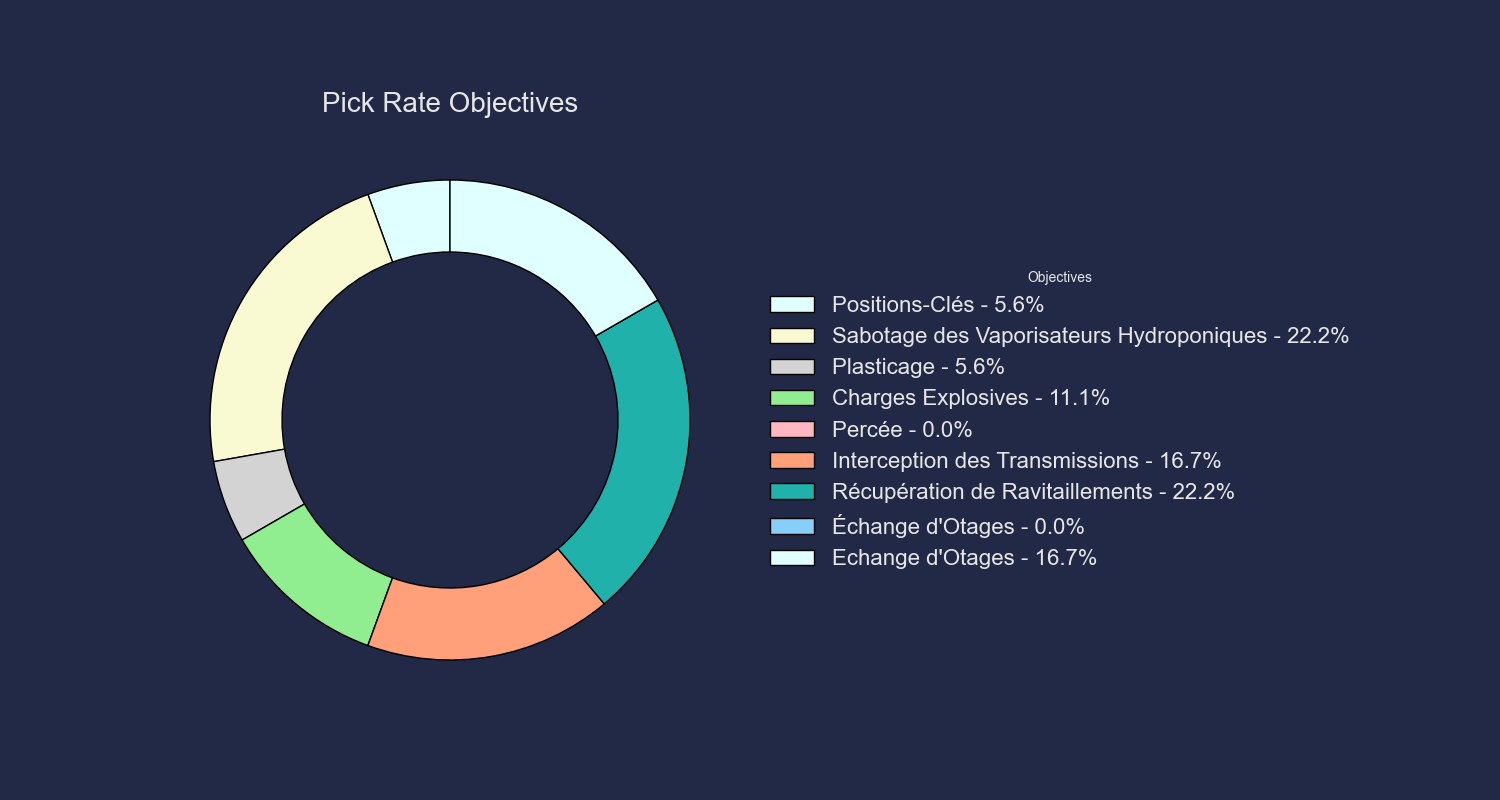 Pick Rate Objectives
Objectives
Positions-Clés - 5.6%
Sabotage des Vaporisateurs Hydroponiques - 22.2%
Plasticage - 5.6%
Charges Explosives - 11.1%
Percée - 0.0%
Interception des Transmissions - 16.7%
Récupération de Ravitaillements - 22.2%
Échange d'Otages - 0.0%
Echange d'Otages - 16.7%